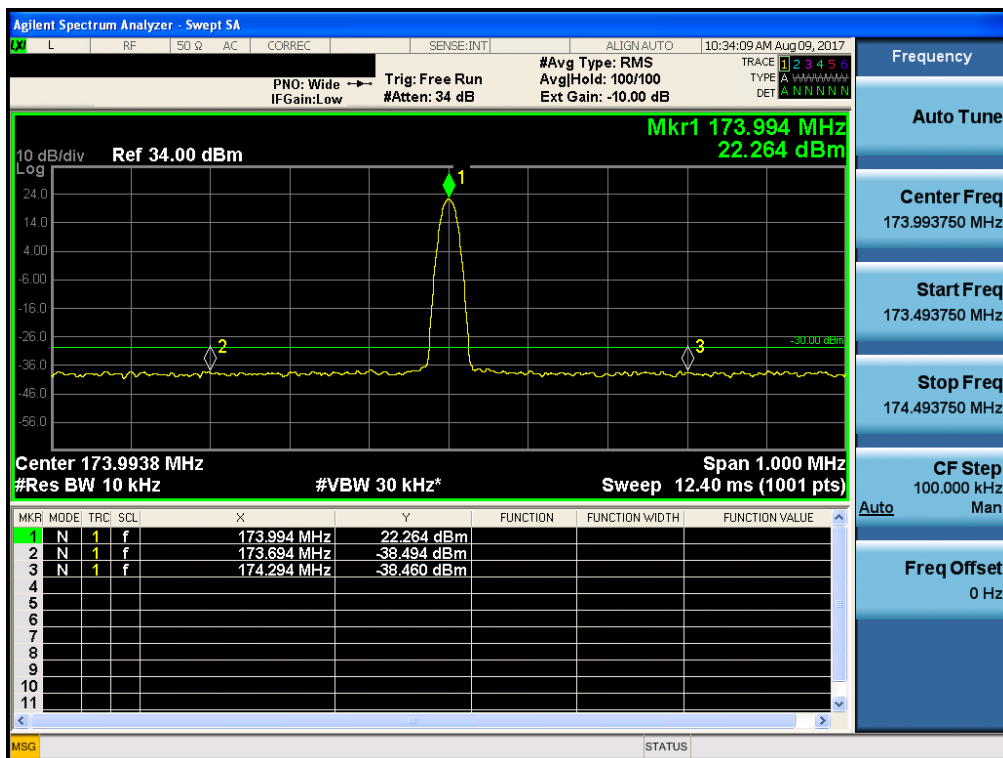 Agilent Spectrum Analyzer - Swept SA
LXI L RF 50 Ω AC CORREC SENSE:INT ALIGN AUTO 10:34:09 AM Aug 09, 2017
PNO: Wide
IFGain:Low
Trig: Free Run
#Atten: 34 dB
#Avg Type: RMS
Avg|Hold: 100/100
Ext Gain: -10.00 dB
TRACE 1 2 3 4 5 6
TYPE A WWWWW
DET A N N N N N
Mkr1 173.994 MHz
22.264 dBm
10 dB/div Ref 34.00 dBm
Log
1
24.0
14.0
4.00
-6.00
-16.0
-26.0
-36.0
-46.0
-56.0
2
3
-30.00 dBm
Center 173.9938 MHz Span 1.000 MHz
#Res BW 10 kHz #VBW 30 kHz* Sweep 12.40 ms (1001 pts)
MKR MODE TRC SCL X Y FUNCTION FUNCTION WIDTH FUNCTION VALUE
1 N 1 f 173.994 MHz 22.264 dBm
2 N 1 f 173.694 MHz -38.494 dBm
3 N 1 f 174.294 MHz -38.460 dBm
4
5
6
7
8
9
10
11
MSG STATUS
Frequency
Auto Tune
Center Freq
173.993750 MHz
Start Freq
173.493750 MHz
Stop Freq
174.493750 MHz
CF Step
100.000 kHz
Auto Man
Freq Offset
0 Hz